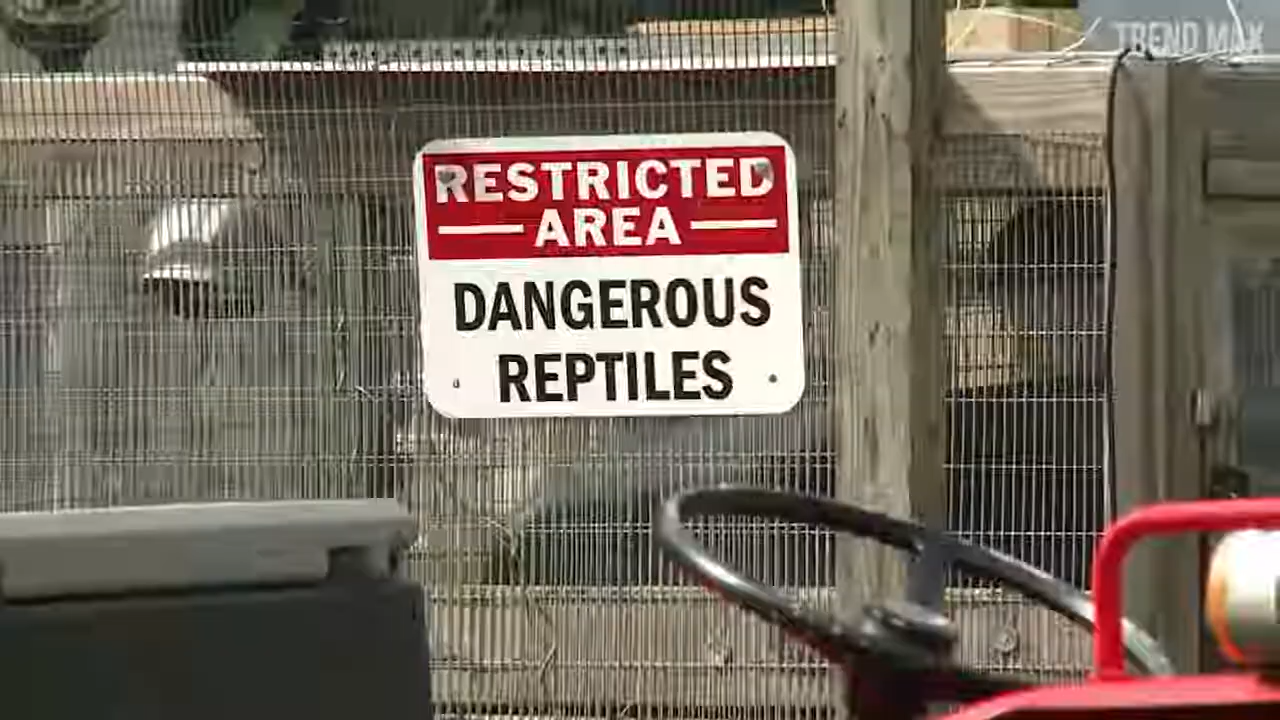 TREND MAX
RESTRICTED
AREA
DANGEROUS
REPTILES